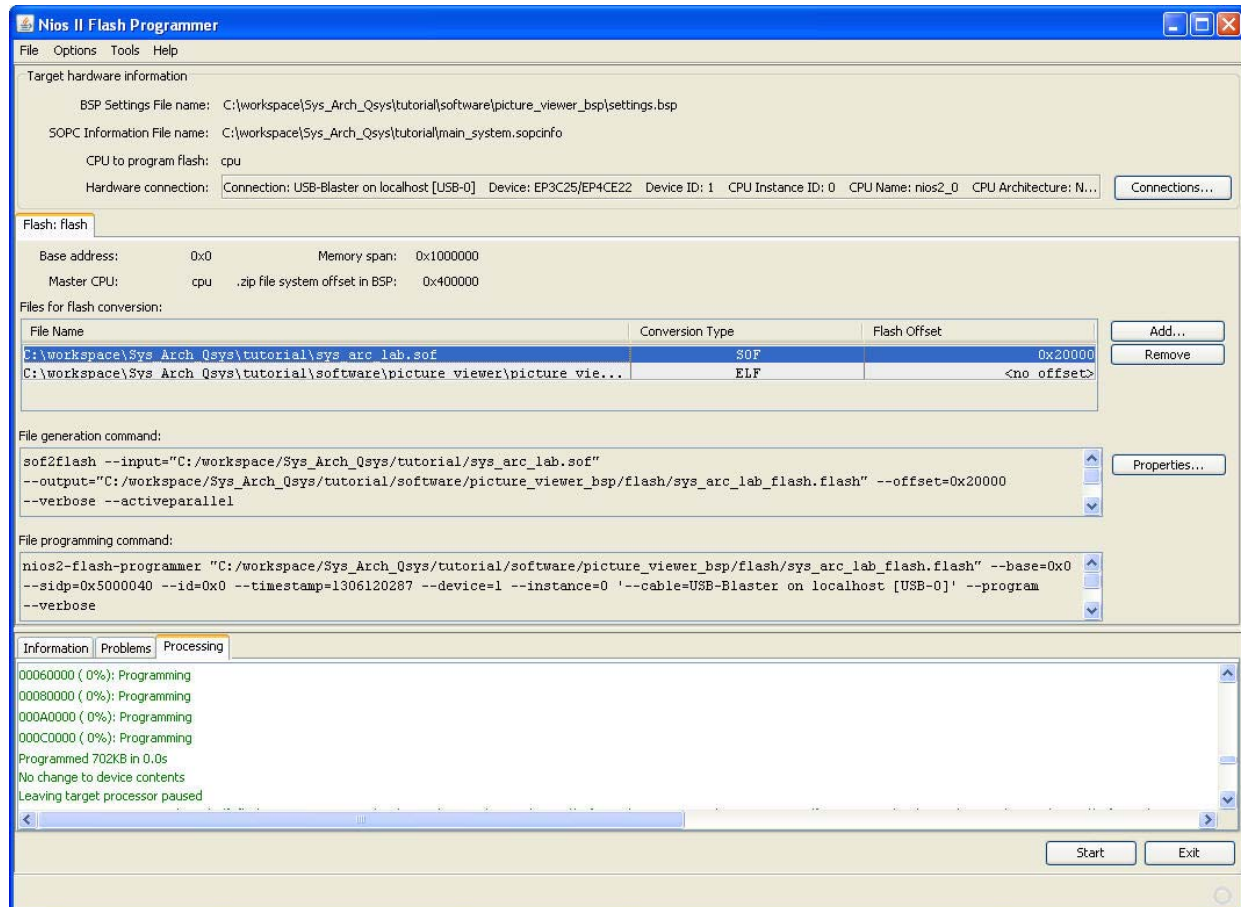 Nios II Flash Programmer
File Options Tools Help
Target hardware information
BSP Settings File name: C:\workspace\Sys_Arch_Qsys\tutorial\software\picture_viewer_bsp\settings.bsp
SOPC Information File name: C:\workspace\Sys_Arch_Qsys\tutorial\main_system.sopcinfo
CPU to program flash: cpu
Hardware connection: Connection: USB-Blaster on localhost [USB-0] Device: EP3C25/EP4CE22 Device ID: 1 CPU Instance ID: 0 CPU Name: nios2_0 CPU Architecture: N... Connections...
Flash: flash
Base address: 0x0 Memory span: 0x1000000
Master CPU: cpu .zip file system offset in BSP: 0x400000
Files for flash conversion:
File Name Conversion Type Flash Offset Add...
C:\workspace\Sys_Arch_Qsys\tutorial\sys_arc_lab.sof SOF 0x20000 Remove
C:\workspace\Sys_Arch_Qsys\tutorial\software\picture_viewer\picture_vie... ELF <no offset>
File generation command:
sof2flash --input="C:/workspace/Sys_Arch_Qsys/tutorial/sys_arc_lab.sof" Properties...
--output="C:/workspace/Sys_Arch_Qsys/tutorial/software/picture_viewer_bsp/flash/sys_arc_lab_flash.flash" --offset=0x20000
--verbose --activeparallel
File programming command:
nios2-flash-programmer "C:/workspace/Sys_Arch_Qsys/tutorial/software/picture_viewer_bsp/flash/sys_arc_lab_flash.flash" --base=0x0
--sidp=0x5000040 --id=0x0 --timestamp=1306120287 --device=1 --instance=0 '--cable=USB-Blaster on localhost [USB-0]' --program
--verbose
Information Problems Processing
00060000 ( 0%): Programming
00080000 ( 0%): Programming
000A0000 ( 0%): Programming
000C0000 ( 0%): Programming
Programmed 702KB in 0.0s
No change to device contents
Leaving target processor paused
Start Exit